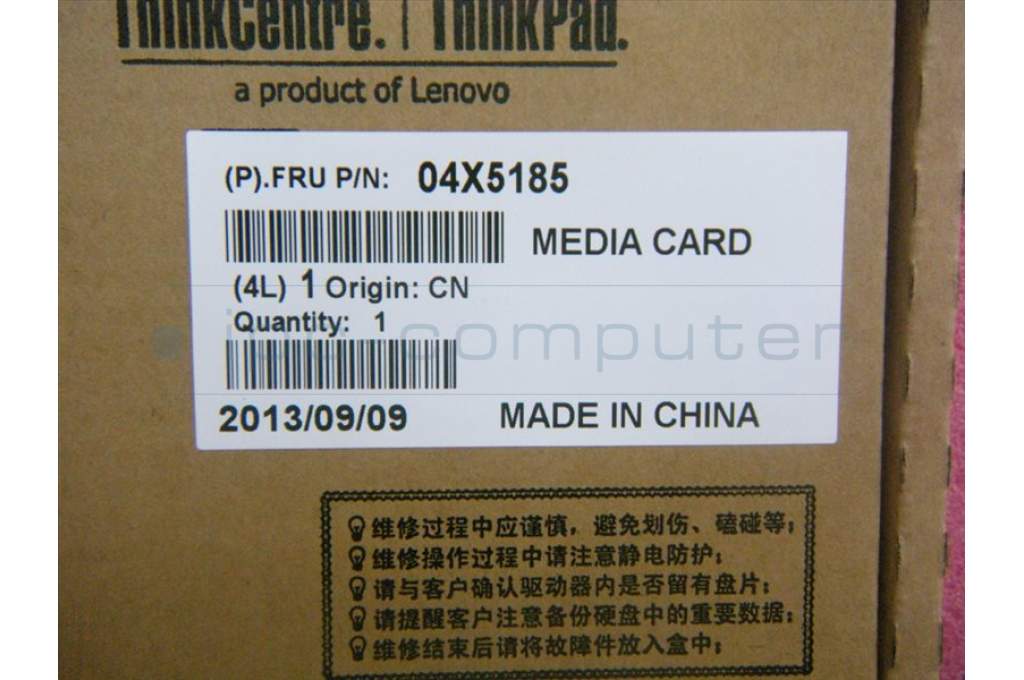 ThinkCentre. | ThinkPad.
a product of Lenovo
(P).FRU P/N: 04X5185
MEDIA CARD
(4L) 1 Origin: CN
Quantity: 1
computer
2013/09/09 MADE IN CHINA
维修过程中应谨慎，避免划伤、磕碰等；
维修操作过程中请注意静电防护；
请与客户确认驱动器内是否留有盘片；
请提醒客户注意备份硬盘中的重要数据；
维修结束后请将故障件放入盒中；